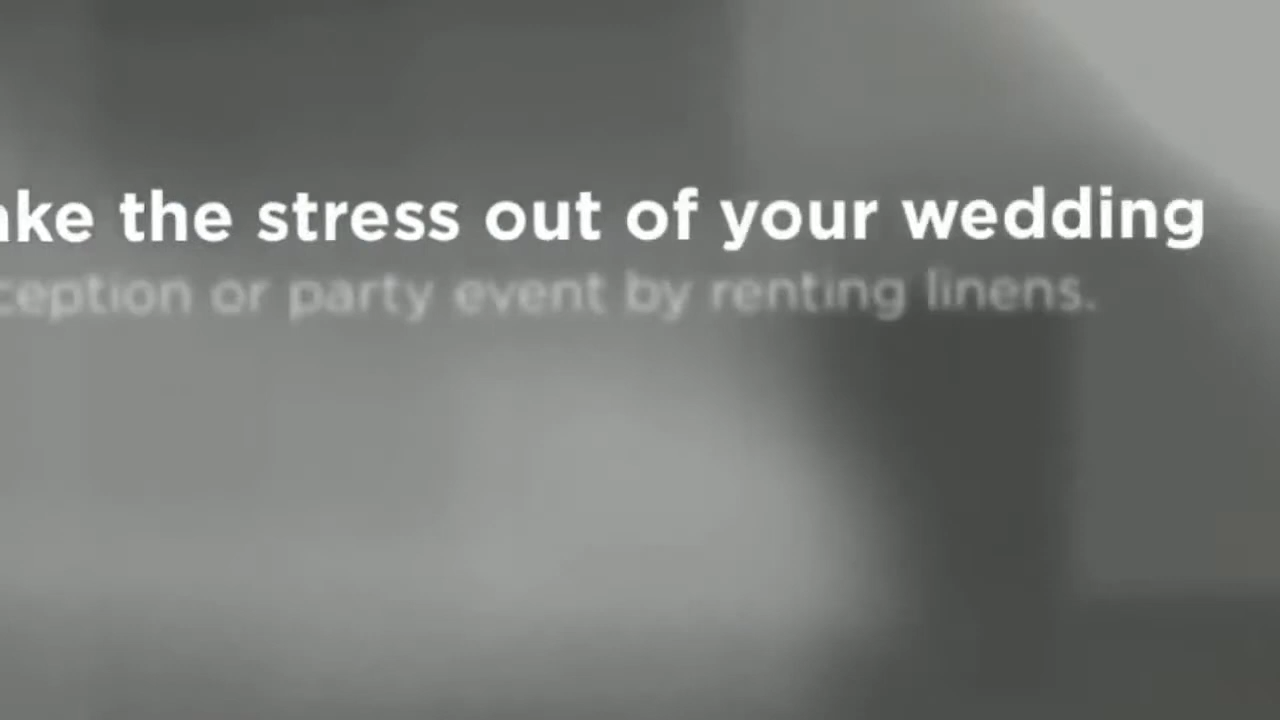 ake the stress out of your wedding
ception or party event by renting linens.